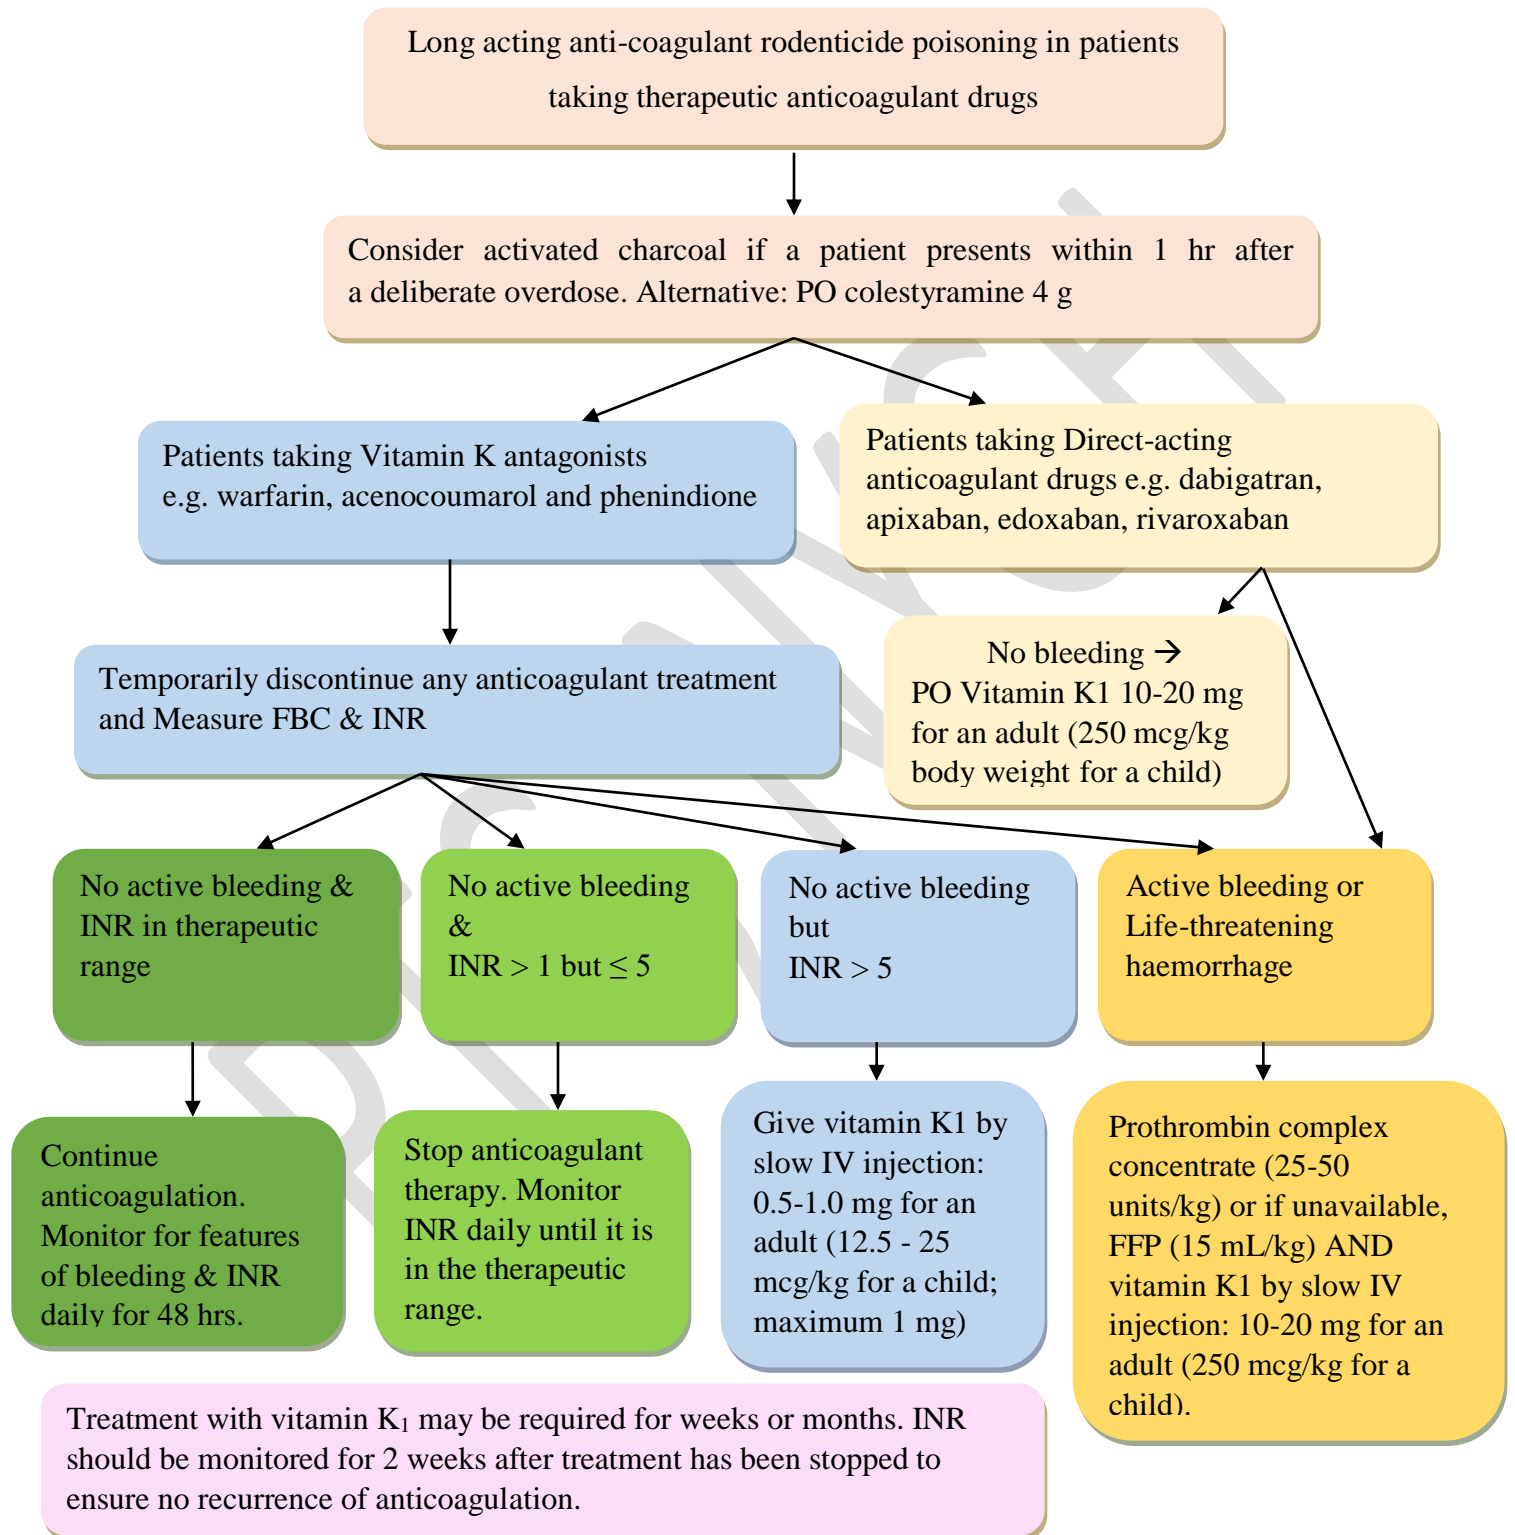 Long acting anti-coagulant rodenticide poisoning in patients
taking therapeutic anticoagulant drugs
Consider activated charcoal if a patient presents within 1 hr after
a deliberate overdose. Alternative: PO colestyramine 4 g
Patients taking Vitamin K antagonists
e.g. warfarin, acenocoumarol and phenindione
Patients taking Direct-acting
anticoagulant drugs e.g. dabigatran,
apixaban, edoxaban, rivaroxaban
No bleeding →
PO Vitamin K1 10-20 mg
for an adult (250 mcg/kg
body weight for a child)
Temporarily discontinue any anticoagulant treatment
and Measure FBC & INR
No active bleeding &
INR in therapeutic
range
No active bleeding
&
INR > 1 but ≤ 5
No active bleeding
but
INR > 5
Active bleeding or
Life-threatening
haemorrhage
Continue
anticoagulation.
Monitor for features
of bleeding & INR
daily for 48 hrs.
Stop anticoagulant
therapy. Monitor
INR daily until it is
in the therapeutic
range.
Give vitamin K1 by
slow IV injection:
0.5-1.0 mg for an
adult (12.5 - 25
mcg/kg for a child;
maximum 1 mg)
Prothrombin complex
concentrate (25-50
units/kg) or if unavailable,
FFP (15 mL/kg) AND
vitamin K1 by slow IV
injection: 10-20 mg for an
adult (250 mcg/kg for a
child).
Treatment with vitamin K₁ may be required for weeks or months. INR
should be monitored for 2 weeks after treatment has been stopped to
ensure no recurrence of anticoagulation.